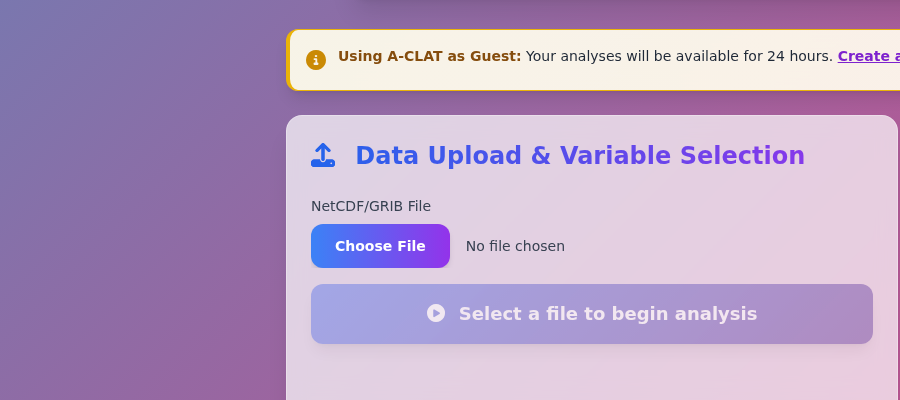 Using A-CLAT as Guest: Your analyses will be available for 24 hours. Create a
Data Upload & Variable Selection
NetCDF/GRIB File
Choose File No file chosen
Select a file to begin analysis